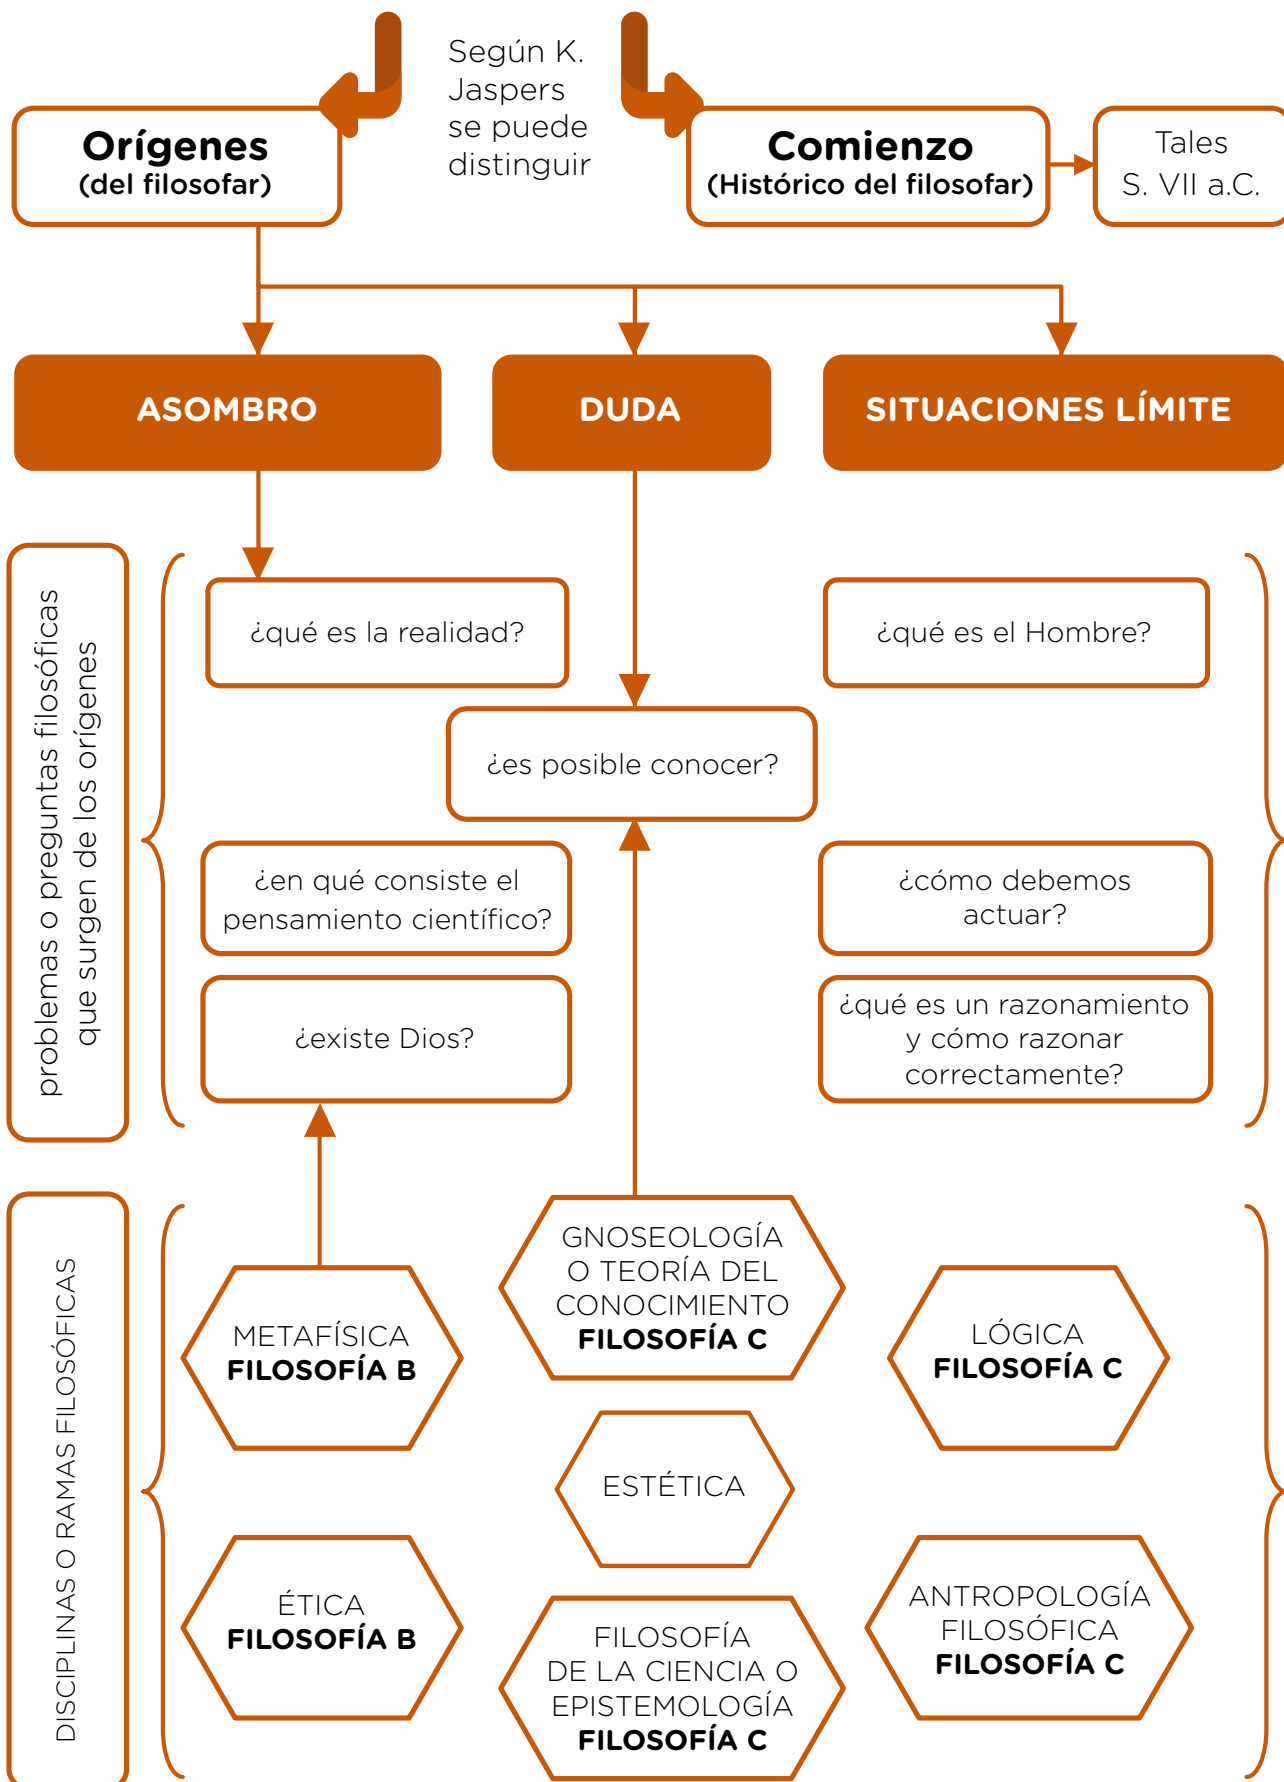 Según K.
Jaspers
se puede
distinguir
Orígenes
(del filosofar)
Comienzo
(Histórico del filosofar)
Tales
S. VII a.C.
ASOMBRO
DUDA
SITUACIONES LÍMITE
problemas o preguntas filosóficas
que surgen de los orígenes
¿qué es la realidad?
¿qué es el Hombre?
¿es posible conocer?
¿en qué consiste el
pensamiento científico?
¿cómo debemos
actuar?
¿existe Dios?
¿qué es un razonamiento
y cómo razonar
correctamente?
DISCIPLINAS O RAMAS FILOSÓFICAS
METAFÍSICA
FILOSOFÍA B
GNOSEOLOGÍA
O TEORÍA DEL
CONOCIMIENTO
FILOSOFÍA C
LÓGICA
FILOSOFÍA C
ESTÉTICA
ÉTICA
FILOSOFÍA B
FILOSOFÍA
DE LA CIENCIA O
EPISTEMOLOGÍA
FILOSOFÍA C
ANTROPOLOGÍA
FILOSÓFICA
FILOSOFÍA C